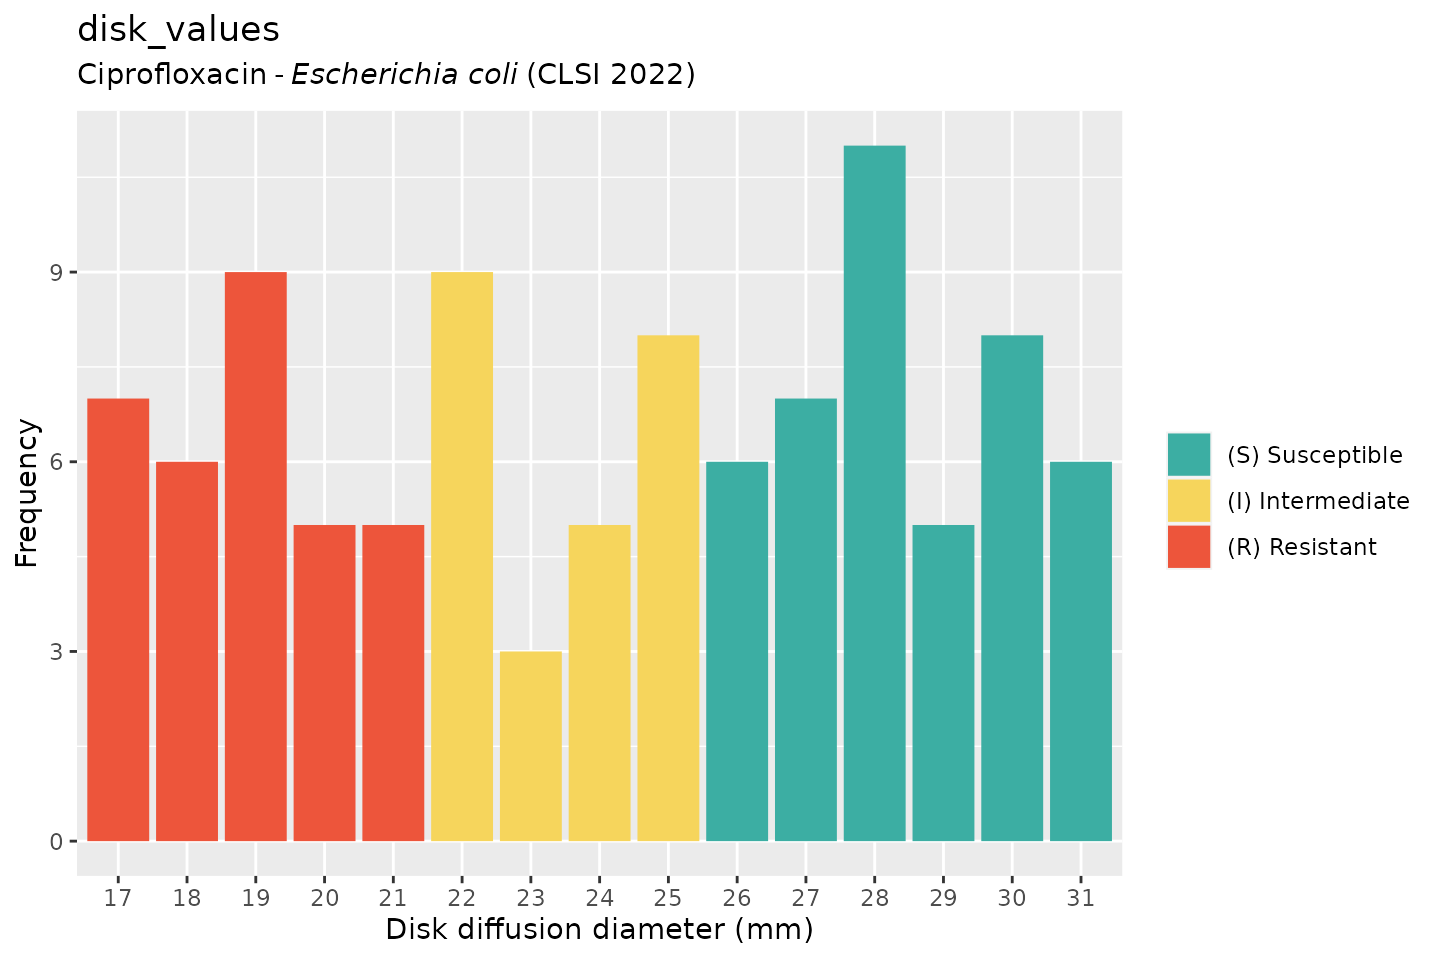 disk_values
Ciprofloxacin - Escherichia coli (CLSI 2022)
Frequency
9
6
3
0
17 18 19 20 21 22 23 24 25 26 27 28 29 30 31
Disk diffusion diameter (mm)
(S) Susceptible
(I) Intermediate
(R) Resistant